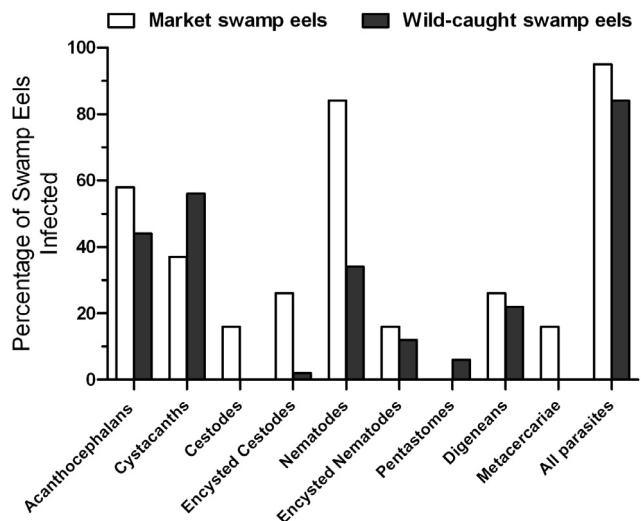 Market swamp eels
Wild-caught swamp eels
Percentage of Swamp Eels
Infected
100
80
60
40
20
0
Acanthocephalans
Cystacanths
Cestodes
Encysted Cestodes
Nematodes
Encysted Nematodes
Pentastomes
Digeneans
Metacercariae
All parasites